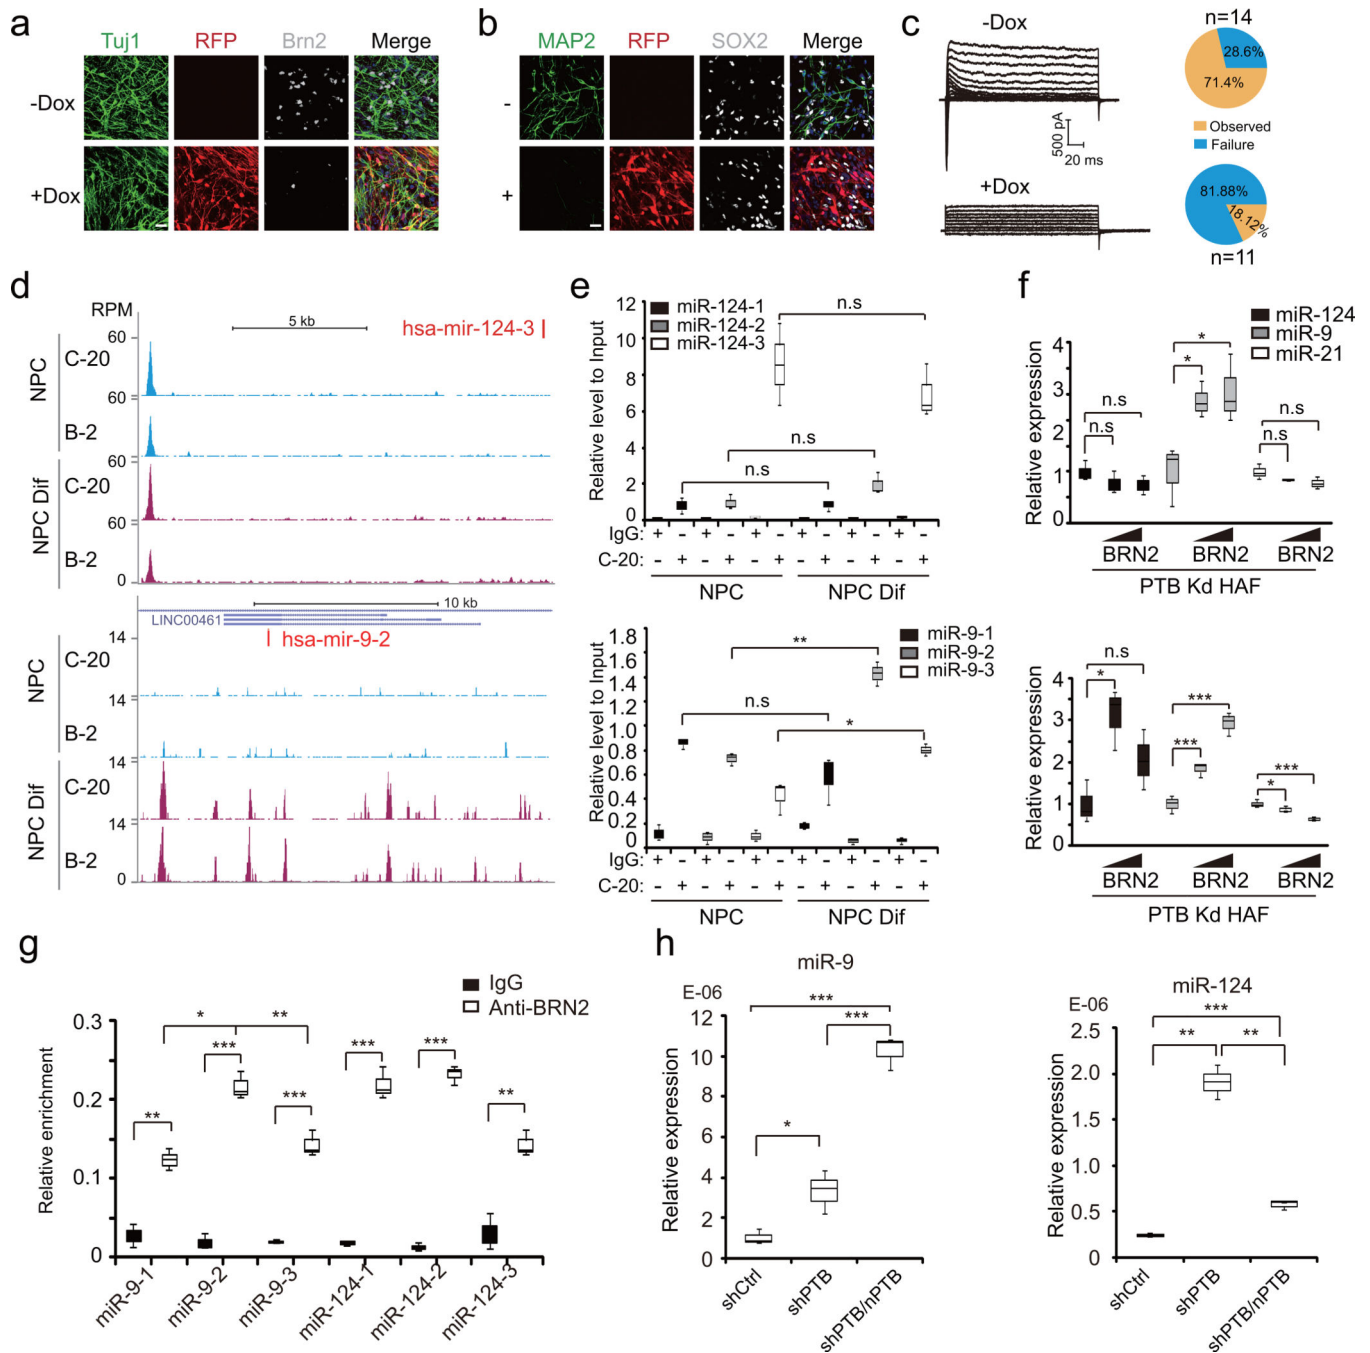 a
Tuj1 RFP Brn2 Merge
-Dox
+Dox
b
MAP2 RFP SOX2 Merge
-
+
c
-Dox
500 pA
20 ms
+Dox
n=14
28.6%
71.4%
Observed
Failure
81.88%
18.12%
n=11
d
RPM
5 kb
hsa-mir-124-3
60
NPC
C-20
60
B-2
60
NPC Dif
C-20
60
B-2
0
10 kb
LINC00461
14
hsa-mir-9-2
NPC
C-20
14
B-2
14
NPC Dif
C-20
14
B-2
0
e
Relative level to Input
12
10
8
6
4
2
0
miR-124-1
miR-124-2
miR-124-3
n.s
n.s
n.s
IgG: + - + - + - + - + - + -
C-20: - + - + - + - + - + - +
NPC NPC Dif
Relative level to Input
1.8
1.6
1.4
1.2
1.0
0.8
0.6
0.4
0.2
0
miR-9-1
miR-9-2
miR-9-3
**
n.s
*
IgG: + - + - + - + - + - + -
C-20: - + - + - + - + - + - +
NPC NPC Dif
f
miR-124
miR-9
miR-21
Relative expression
4
3
2
1
1
0
n.s
n.s
*
*
n.s
n.s
BRN2 BRN2 BRN2
PTB Kd HAF
Relative expression
4
3
2
1
1
0
n.s
*
***
***
***
*
BRN2 BRN2 BRN2
PTB Kd HAF
g
IgG
Anti-BRN2
Relative enrichment
0.3
0.2
0.1
0
* **
** *** *** *** *** **
miR-9-1 miR-9-2 miR-9-3 miR-124-1 miR-124-2 miR-124-3
h
miR-9
E-06
Relative expression
12
10
8
6
4
2
0
***
***
*
shCtrl shPTB shPTB/nPTB
miR-124
E-06
Relative expression
2.5
2.0
1.5
1.0
0.5
0
***
** **
shCtrl shPTB shPTB/nPTB